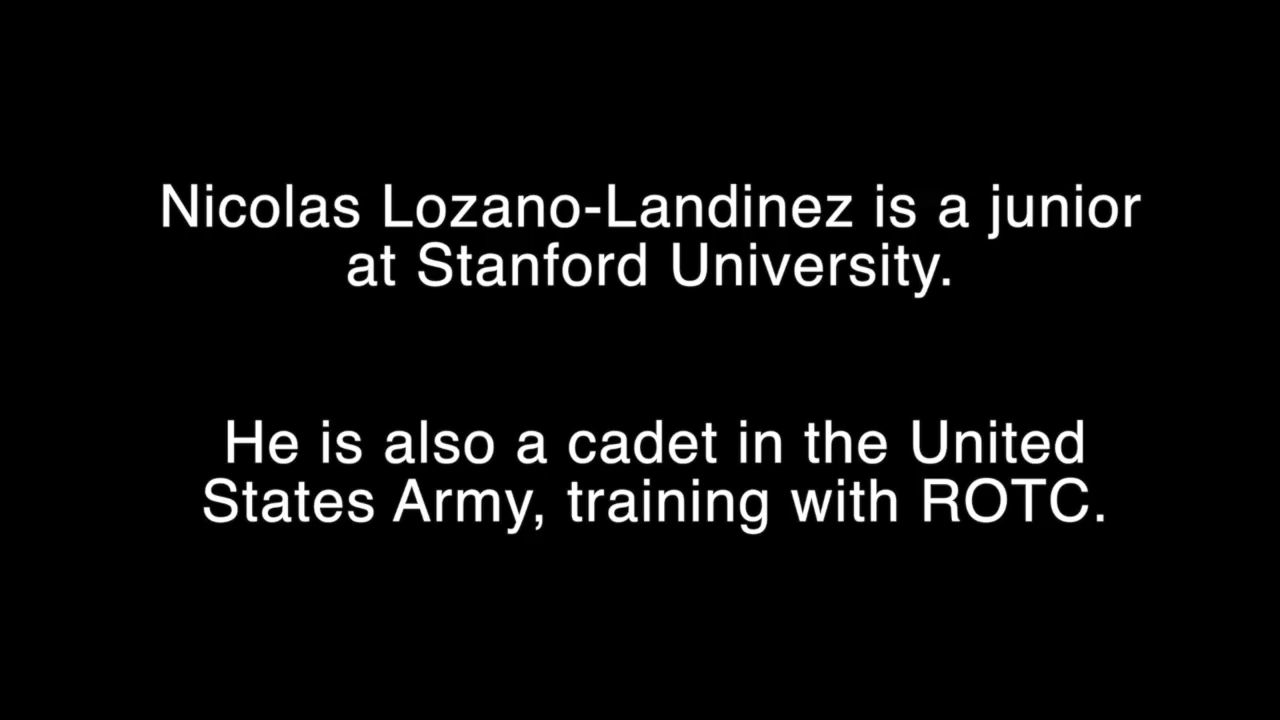 Nicolas Lozano-Landinez is a junior
at Stanford University.
He is also a cadet in the United
States Army, training with ROTC.